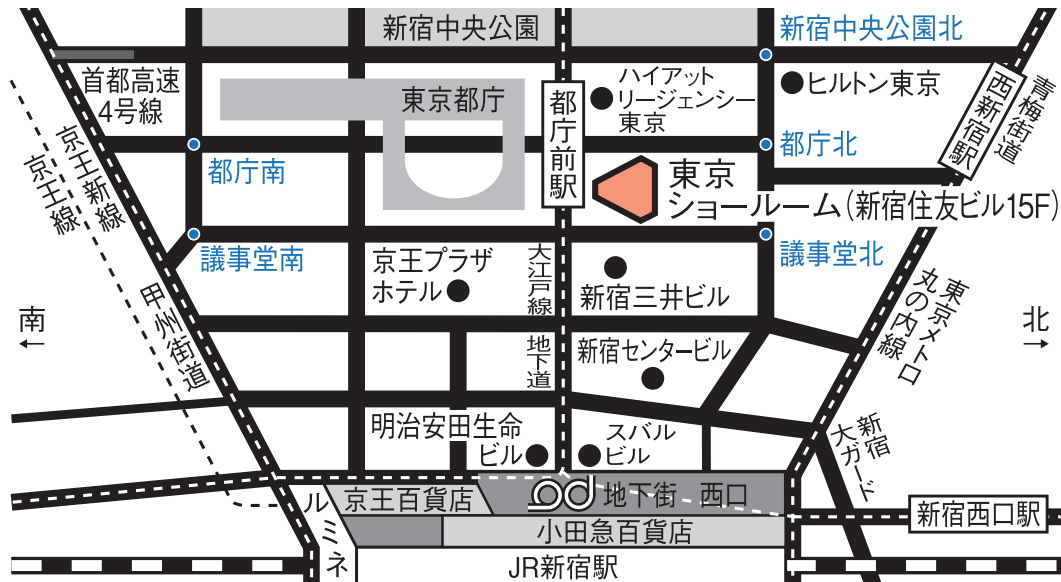 新宿中央公園
新宿中央公園北
首都高速
4号線
東京都庁
都庁前駅
ハイアット
リージェンシー
東京
ヒルトン東京
西新宿駅
青梅街道
京王新線
京王線
都庁南
都庁北
東京
ショールーム(新宿住友ビル15F)
議事堂南
京王プラザ
ホテル
大江戸線
新宿三井ビル
議事堂北
東京メトロ
丸の内線
南
←
北
→
甲州街道
地下道
新宿センタービル
明治安田生命
ビル
スバル
ビル
新宿
大ガード
ルミネ
京王百貨店
地下街 西口
小田急百貨店
新宿西口駅
JR新宿駅